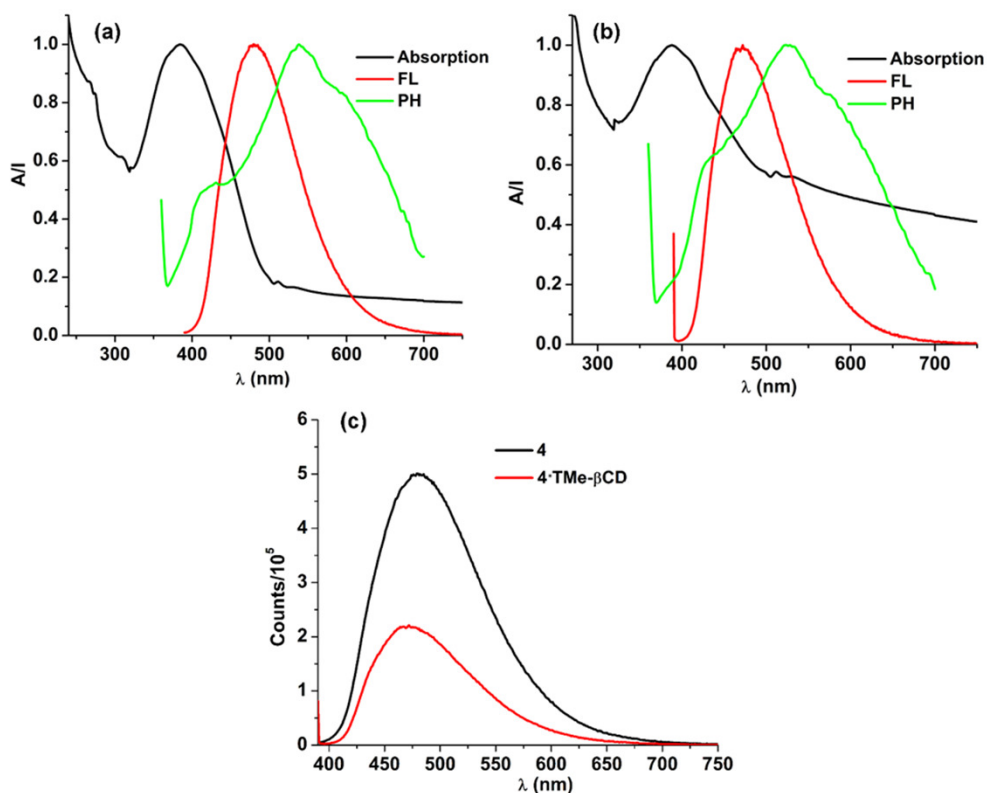 (a)
Absorption
FL
PH
A/I
1.0
0.8
0.6
0.4
0.2
0.0
300 400 500 600 700
λ (nm)
(b)
Absorption
FL
PH
A/I
1.0
0.8
0.6
0.4
0.2
0.0
300 400 500 600 700
λ (nm)
(c)
4
4·TMe-βCD
Counts/10⁵
6
5
4
3
2
1
0
400 450 500 550 600 650 700 750
λ (nm)